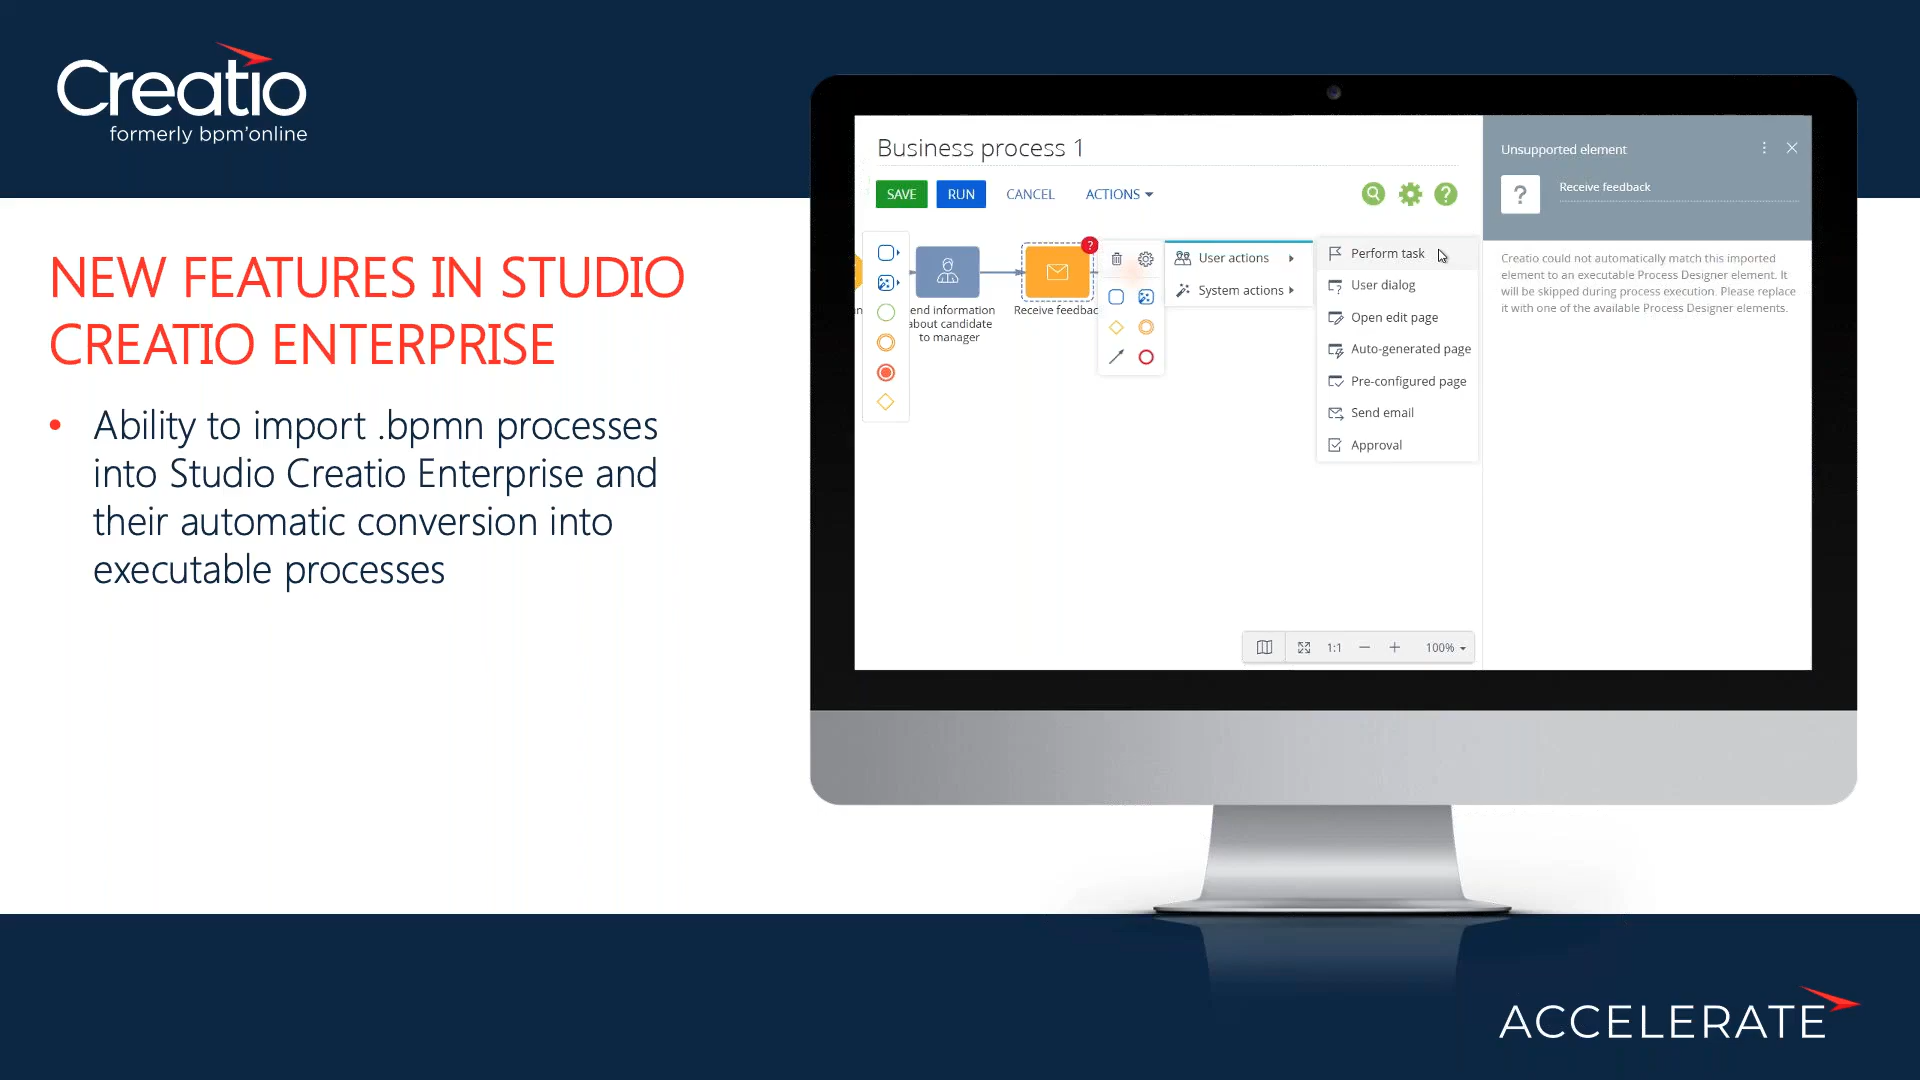 Creatio
formerly bpm'online
NEW FEATURES IN STUDIO
CREATIO ENTERPRISE
• Ability to import .bpmn processes
into Studio Creatio Enterprise and
their automatic conversion into
executable processes
Business process 1
SAVE
RUN
CANCEL
ACTIONS
?
end information
about candidate
to manager
?
Receive feedbac
User actions
System actions
Perform task
User dialog
Open edit page
Auto-generated page
Pre-configured page
Send email
Approval
1:1
100%
Unsupported element
?
Receive feedback
Creatio could not automatically match this imported
element to an executable Process Designer element. It
will be skipped during process execution. Please replace
it with one of the available Process Designer elements.
ACCELERATE